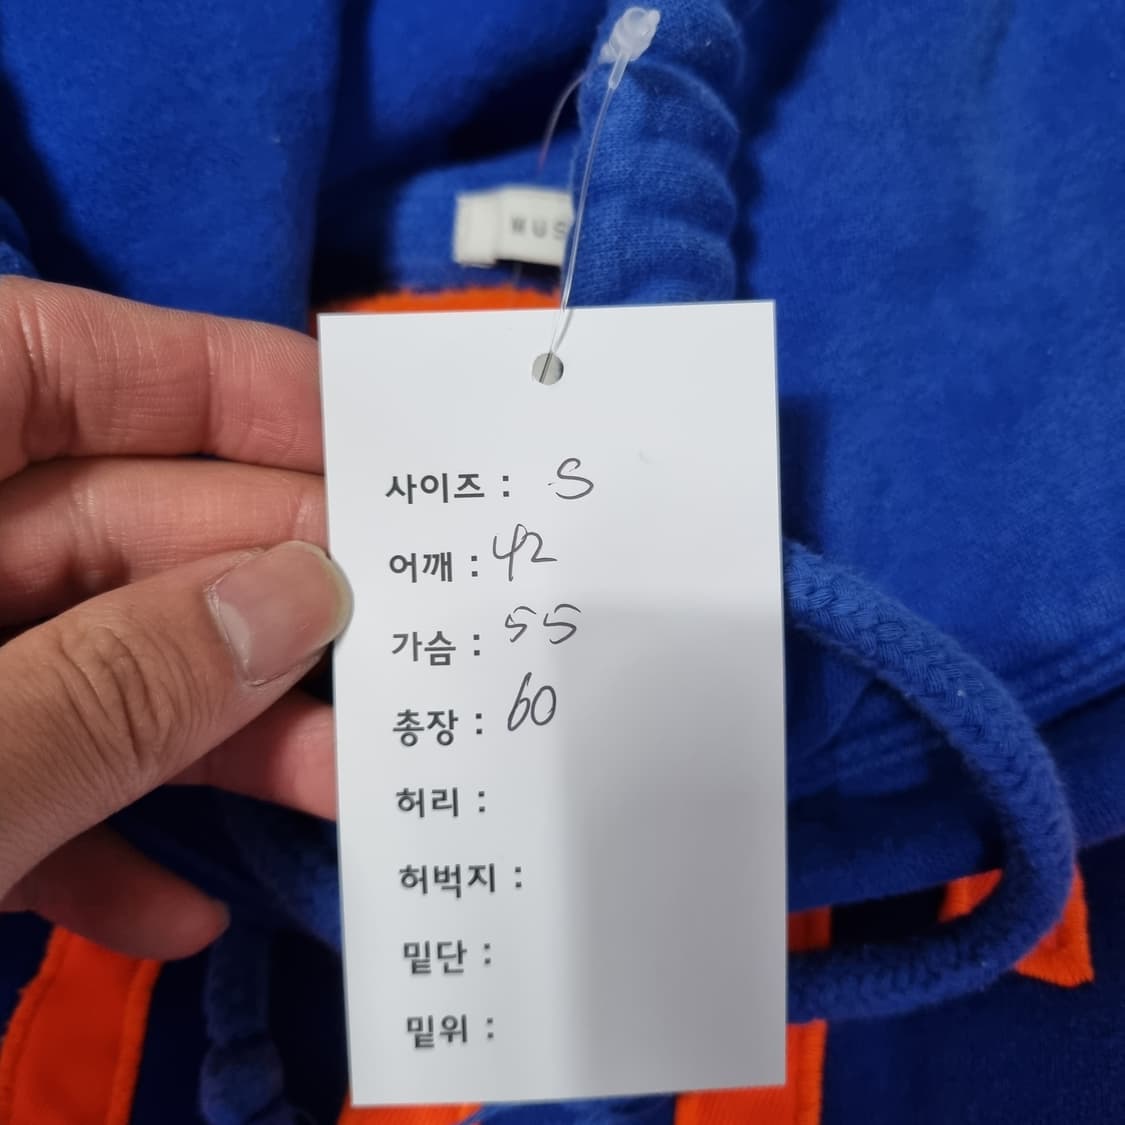 사이즈 : S
어깨 : 42
가슴 : 55
총장 : 60
허리 :
허벅지 :
밑단 :
밑위 :